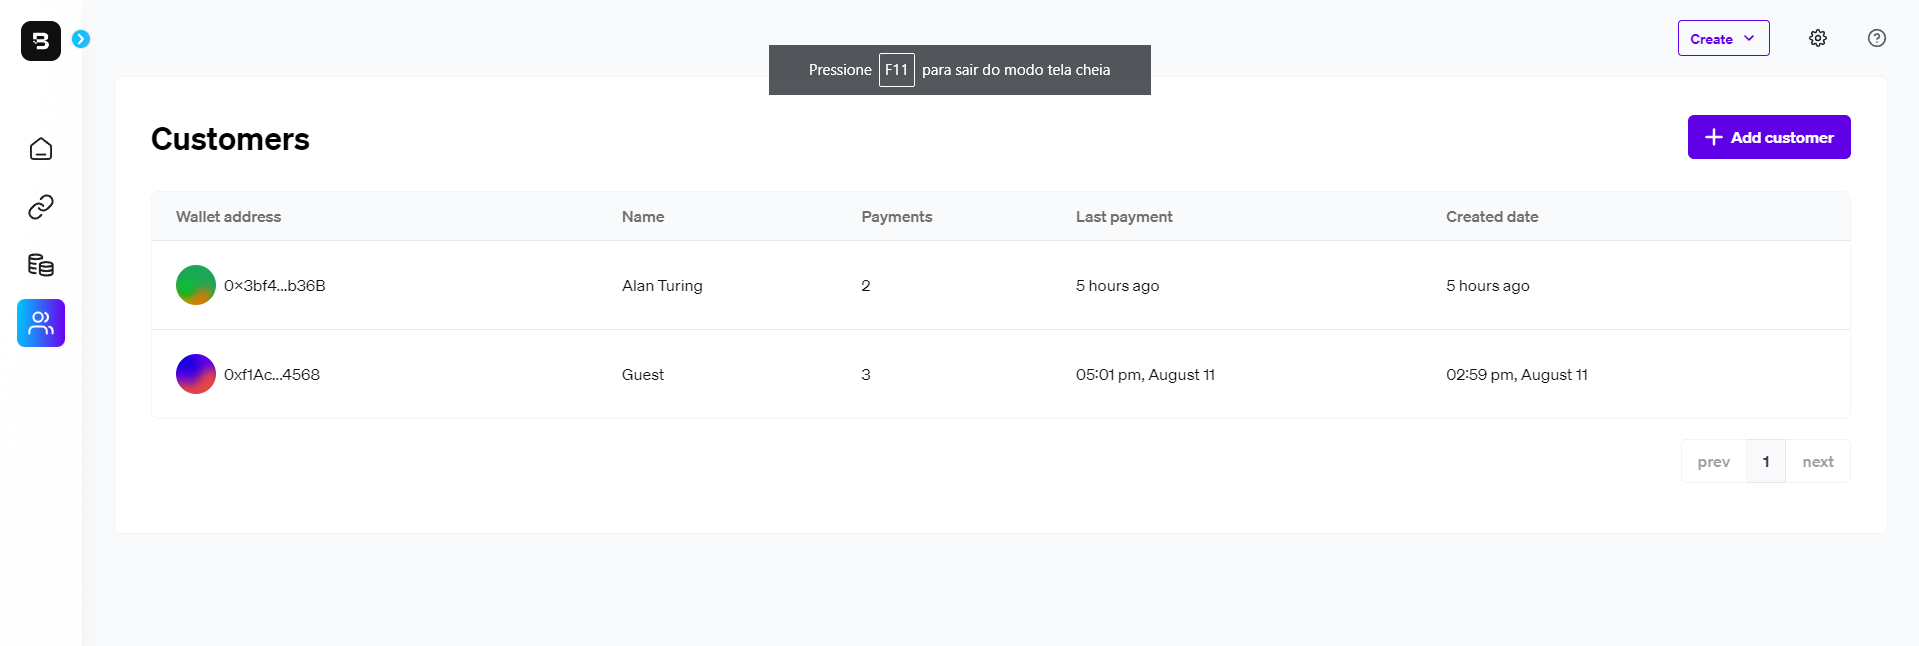 B
Create
Pressione F11 para sair do modo tela cheia
Customers
Add customer
Wallet address Name Payments Last payment Created date
0x3bf4...b36B Alan Turing 2 5 hours ago 5 hours ago
0xf1Ac...4568 Guest 3 05:01 pm, August 11 02:59 pm, August 11
prev 1 next